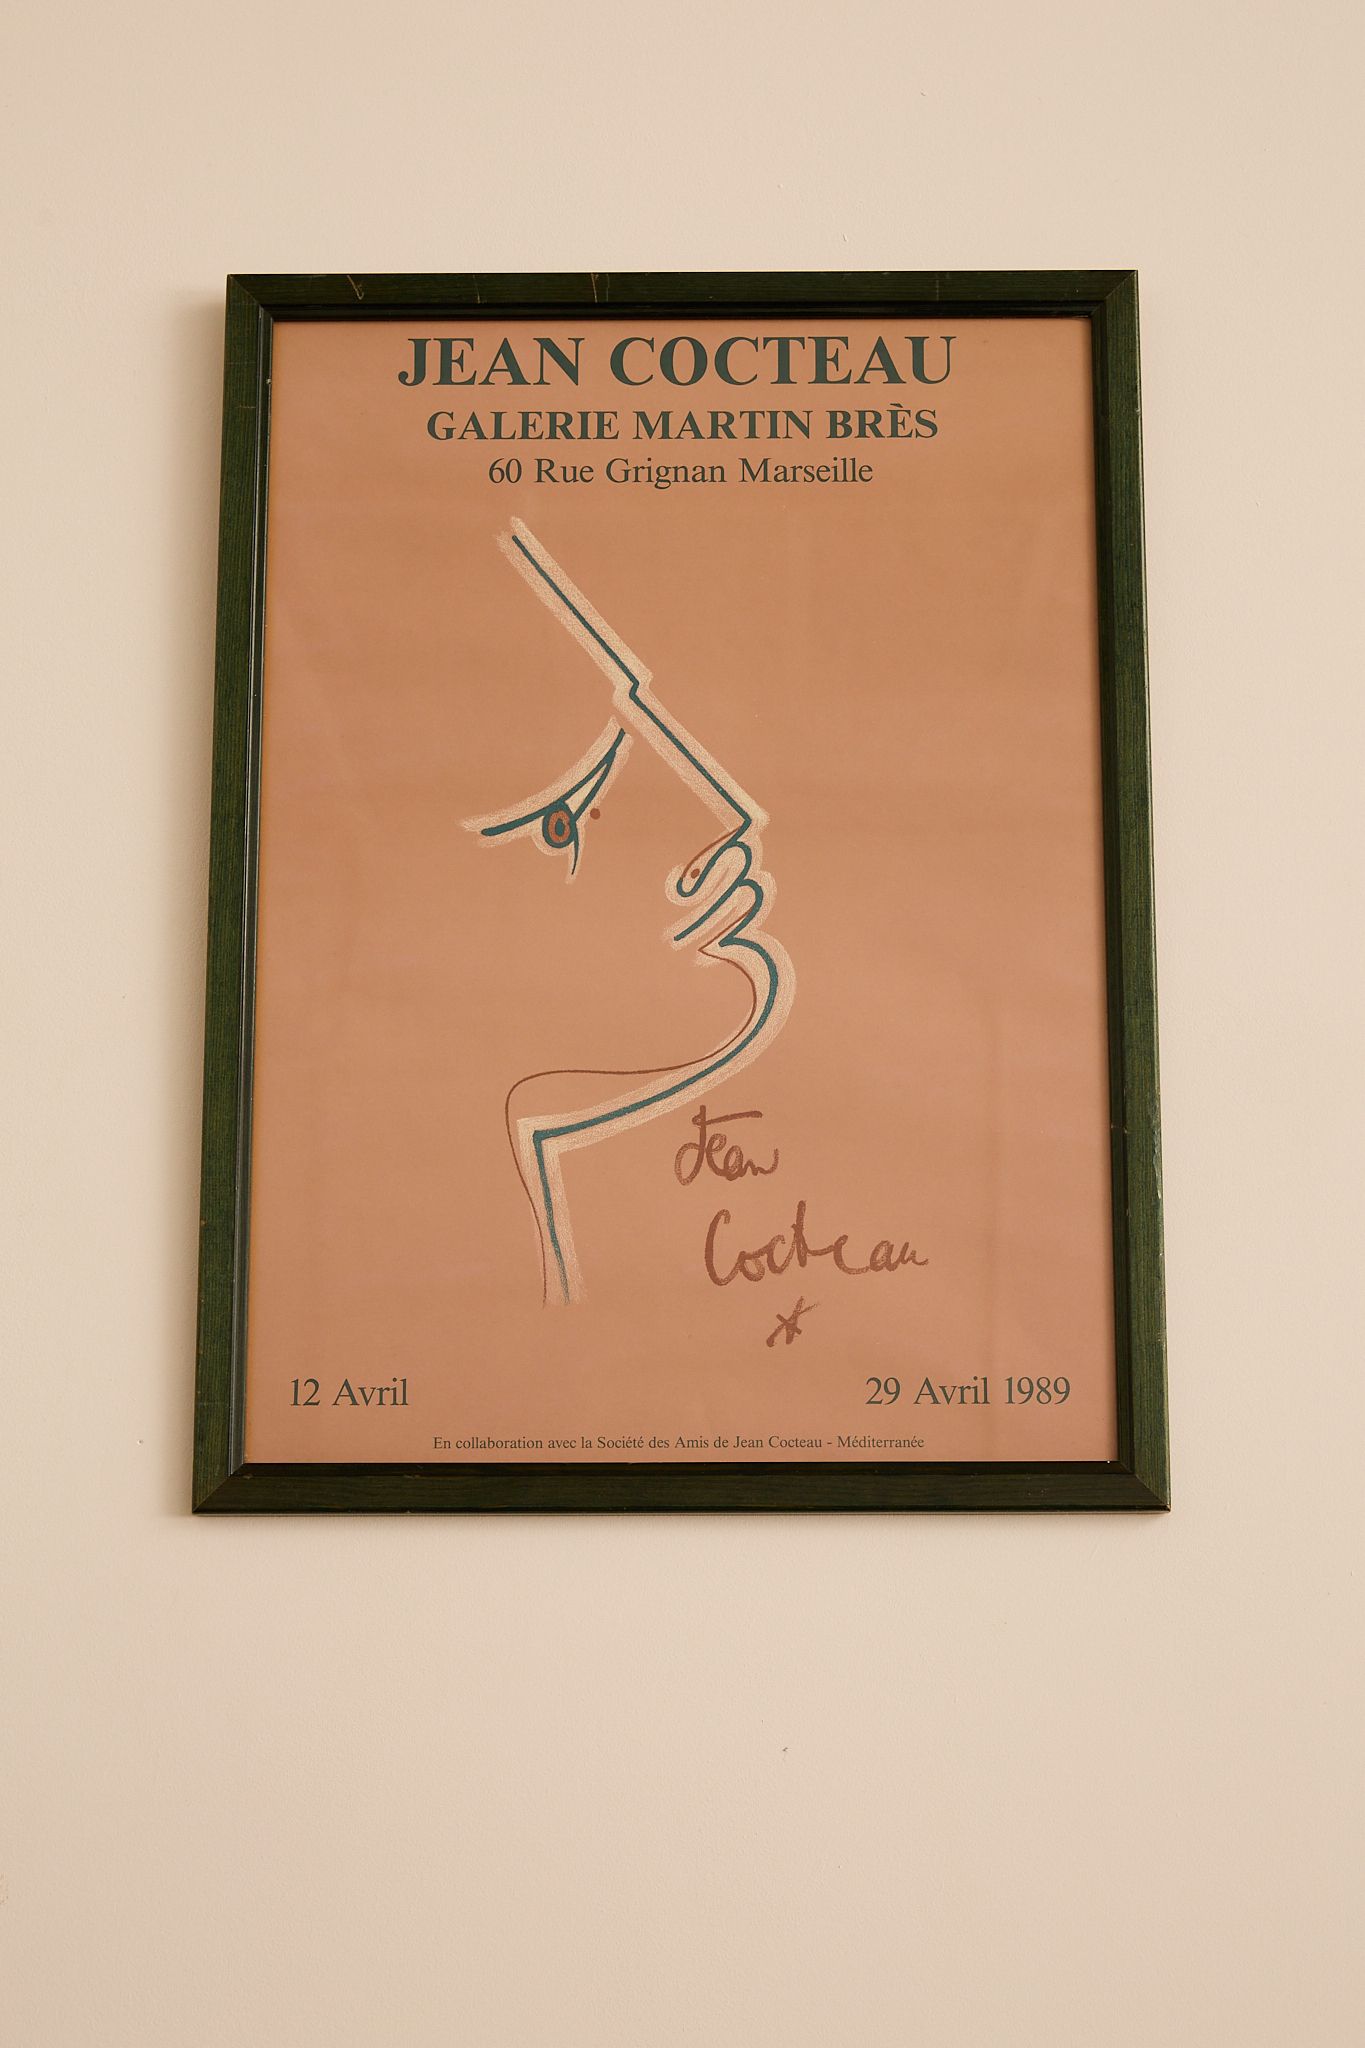 JEAN COCTEAU
GALERIE MARTIN BRÈS
60 Rue Grignan Marseille
Jean
Cocteau
12 Avril
29 Avril 1989
En collaboration avec la Société des Amis de Jean Cocteau - Méditerranée